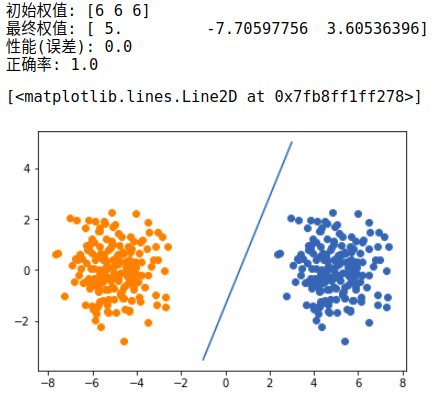 初始权值: [6 6 6]
最终权值: [ 5. -7.70597756 3.60536396]
性能(误差): 0.0
正确率: 1.0
[<matplotlib.lines.Line2D at 0x7fb8ff1ff278>]
4
2
0
−2
−8 −6 −4 −2 0 2 4 6 8